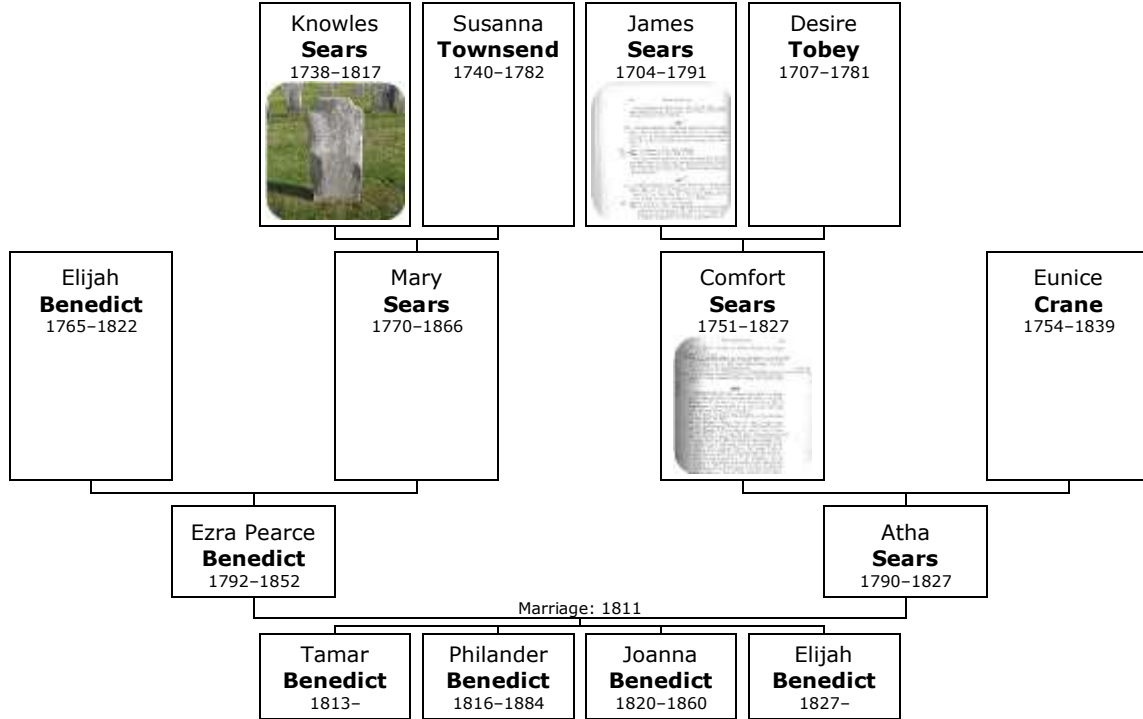 Knowles
Sears
1738–1817
Susanna
Townsend
1740–1782
James
Sears
1704–1791
Desire
Tobey
1707–1781
Elijah
Benedict
1765–1822
Mary
Sears
1770–1866
Comfort
Sears
1751–1827
Eunice
Crane
1754–1839
Ezra Pearce
Benedict
1792–1852
Atha
Sears
1790–1827
Marriage: 1811
Tamar
Benedict
1813–
Philander
Benedict
1816–1884
Joanna
Benedict
1820–1860
Elijah
Benedict
1827–